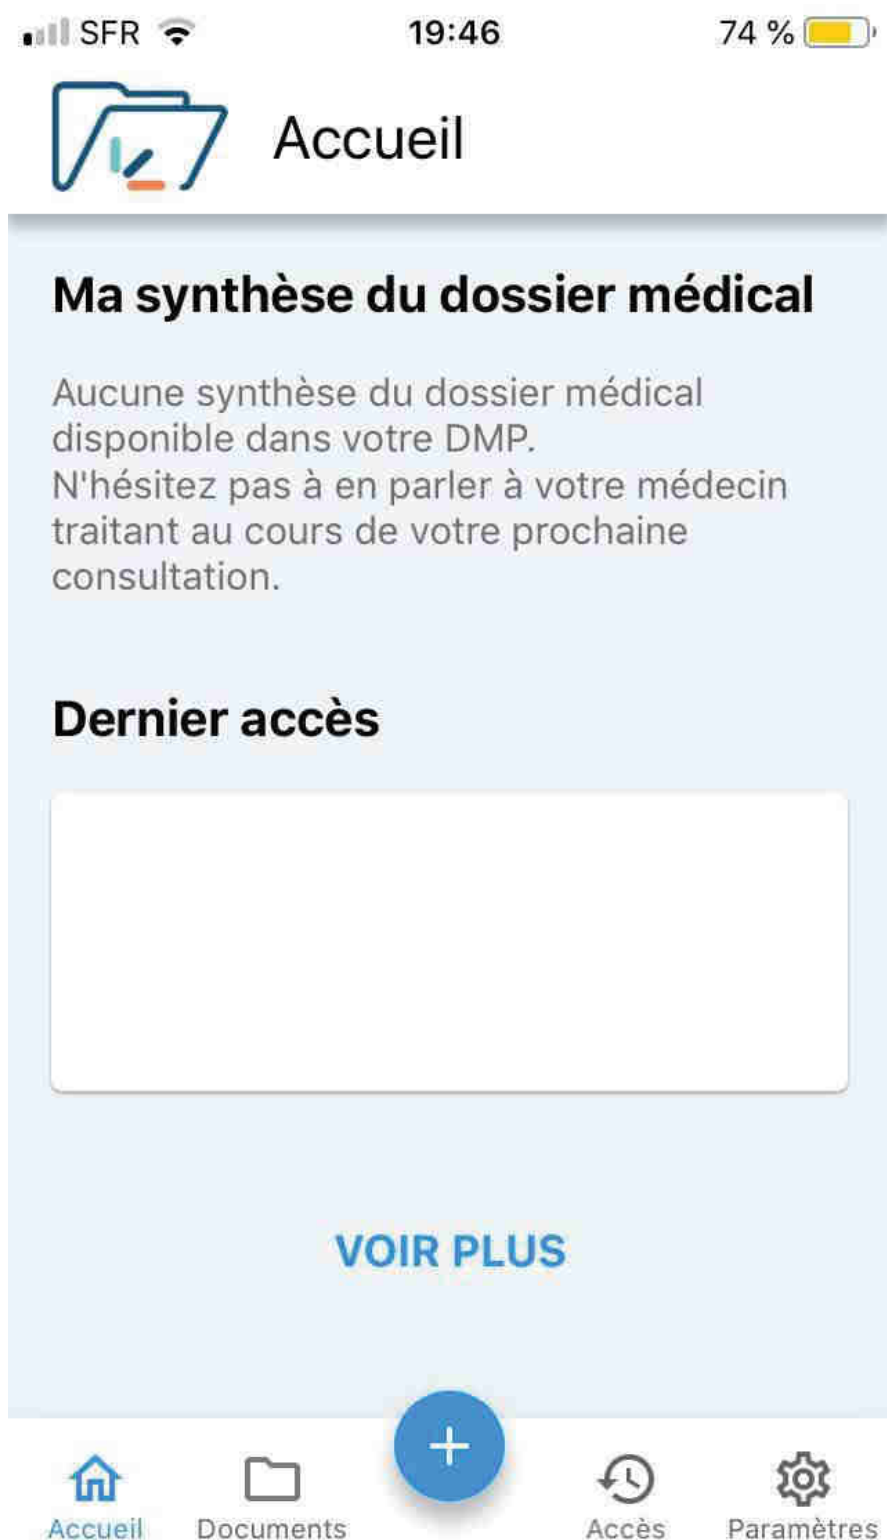 SFR 19:46 74 %
Accueil
Ma synthèse du dossier médical
Aucune synthèse du dossier médical
disponible dans votre DMP.
N'hésitez pas à en parler à votre médecin
traitant au cours de votre prochaine
consultation.
Dernier accès
VOIR PLUS
+
Accueil Documents Accès Paramètres